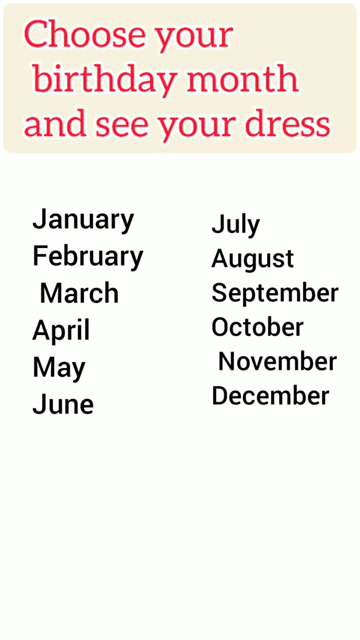 Choose your
birthday month
and see your dress
January
February
March
April
May
June
July
August
September
October
November
December